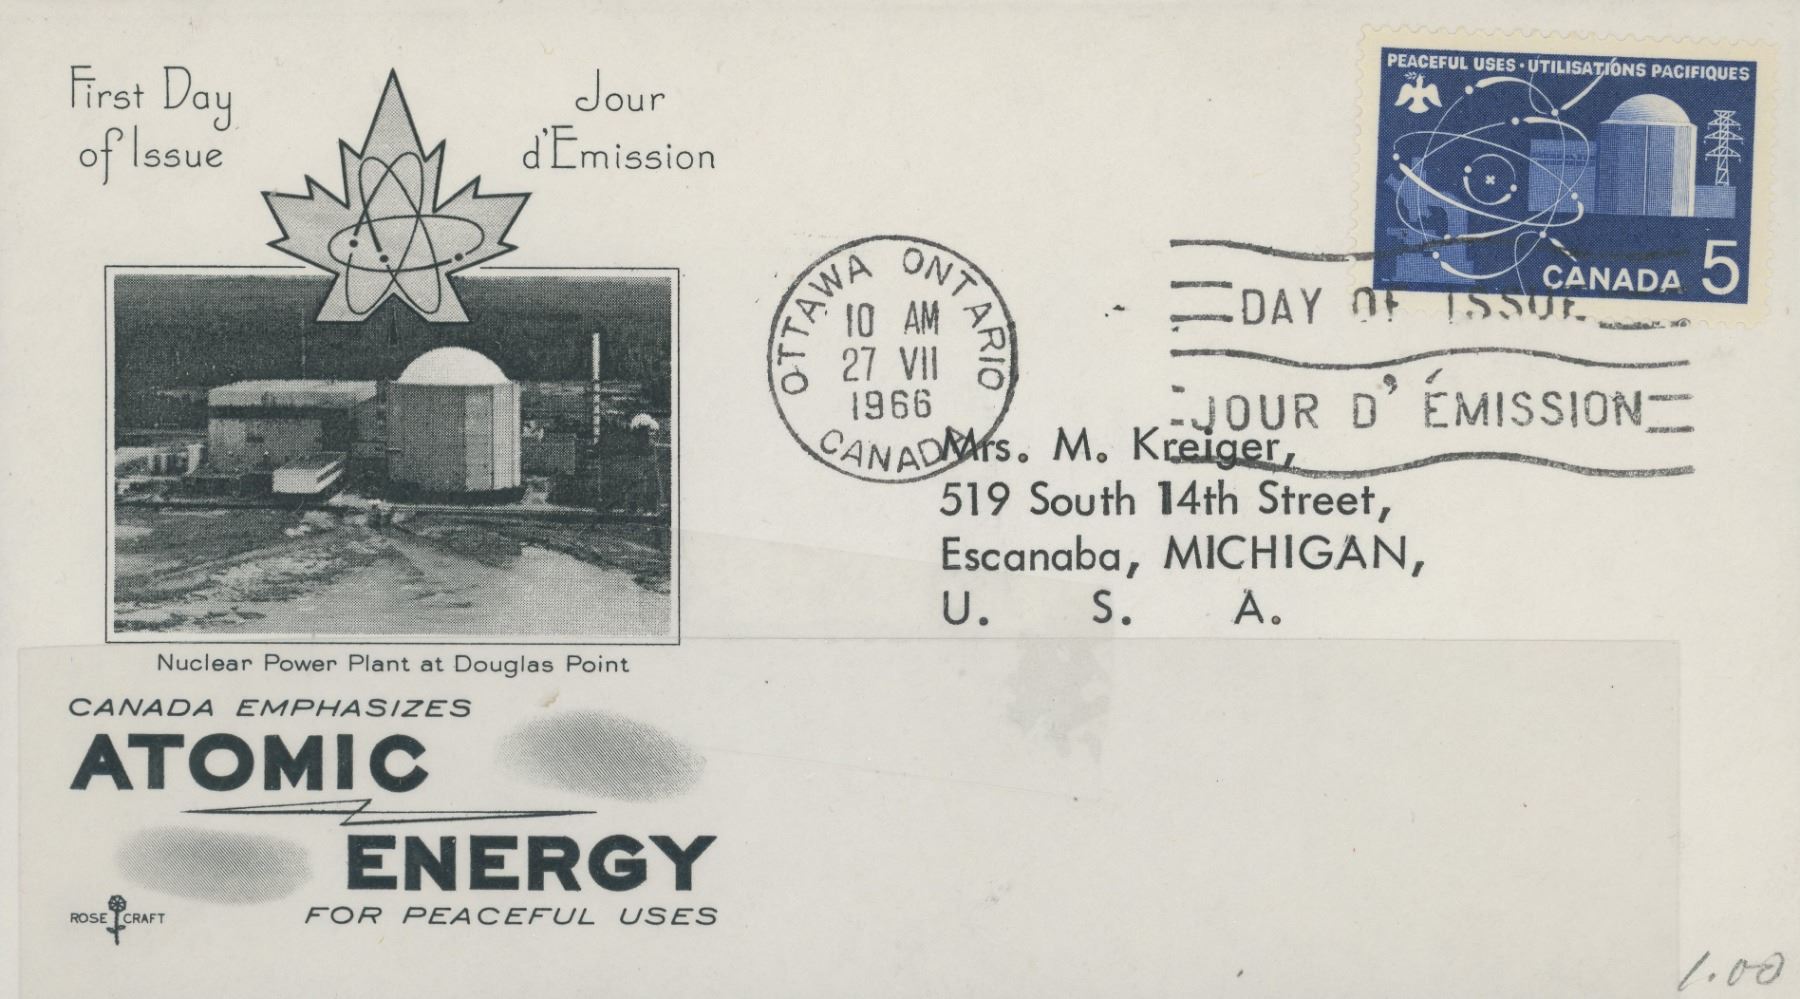 First Day
of Issue
Jour
d'Emission
PEACEFUL USES · UTILISATIONS PACIFIQUES
CANADA 5
OTTAWA ONTARIO
10 AM
27 VII
1966
CANADA
DAY OF ISSUE
JOUR D' ÉMISSION
Mrs. M. Kreiger,
519 South 14th Street,
Escanaba, MICHIGAN,
U. S. A.
Nuclear Power Plant at Douglas Point
CANADA EMPHASIZES
ATOMIC
ENERGY
FOR PEACEFUL USES
ROSE CRAFT
1.00